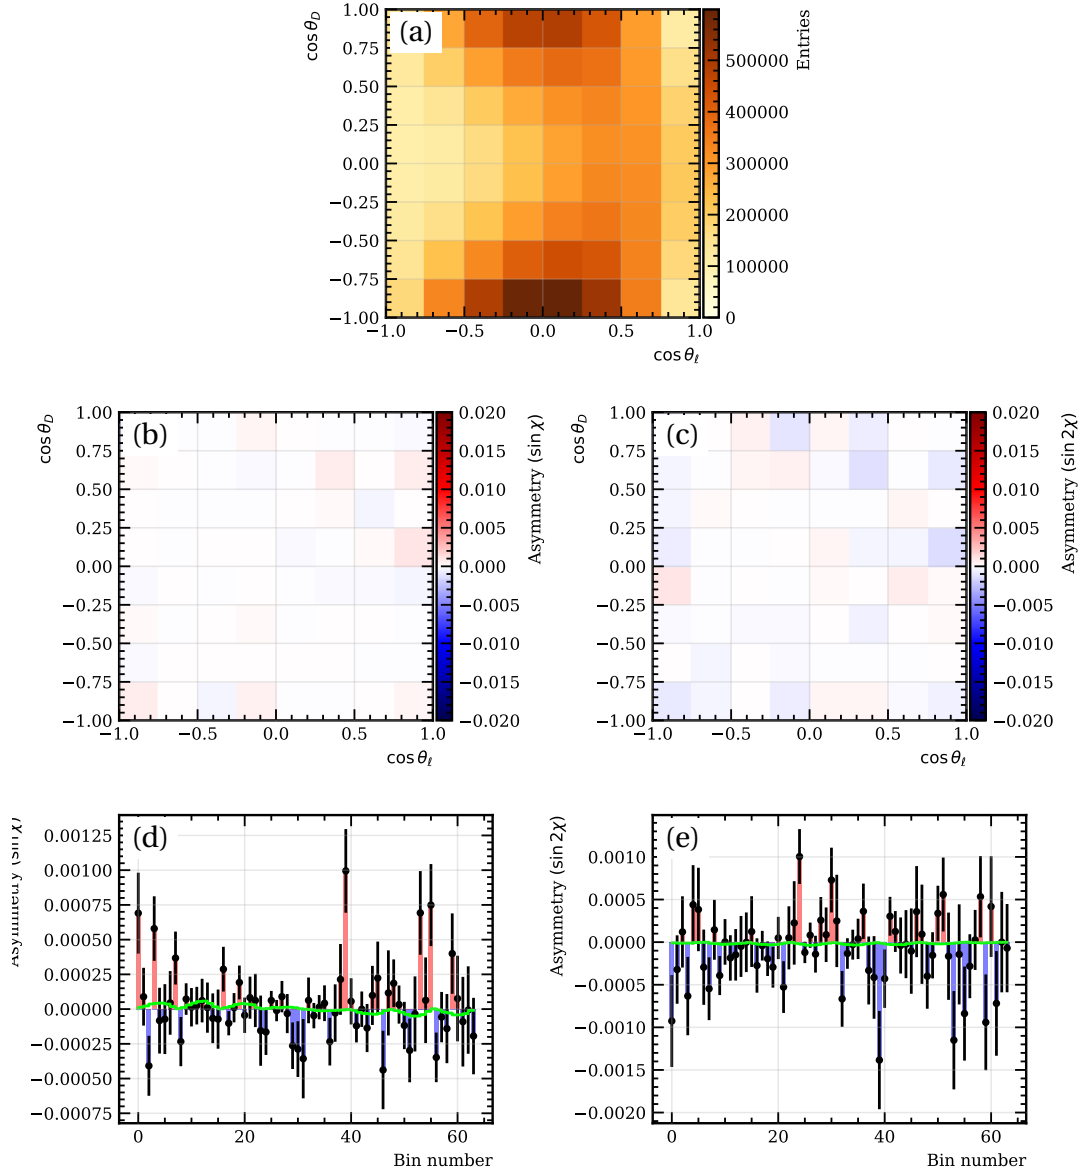 (a)
cos θ_D
1.00
0.75
0.50
0.25
0.00
−0.25
−0.50
−0.75
−1.00
−1.0 −0.5 0.0 0.5 1.0
cos θ_ℓ
500000
400000
300000
200000
100000
0
Entries
(b)
cos θ_D
1.00
0.75
0.50
0.25
0.00
−0.25
−0.50
−0.75
−1.00
−1.0 −0.5 0.0 0.5 1.0
cos θ_ℓ
0.020
0.015
0.010
0.005
0.000
−0.005
−0.010
−0.015
−0.020
Asymmetry (sin χ)
(c)
cos θ_D
1.00
0.75
0.50
0.25
0.00
−0.25
−0.50
−0.75
−1.00
−1.0 −0.5 0.0 0.5 1.0
cos θ_ℓ
0.020
0.015
0.010
0.005
0.000
−0.005
−0.010
−0.015
−0.020
Asymmetry (sin 2χ)
(d)
Asymmetry (sin χ)
0.00125
0.00100
0.00075
0.00050
0.00025
0.00000
−0.00025
−0.00050
−0.00075
0 20 40 60
Bin number
(e)
Asymmetry (sin 2χ)
0.0010
0.0005
0.0000
−0.0005
−0.0010
−0.0015
−0.0020
0 20 40 60
Bin number